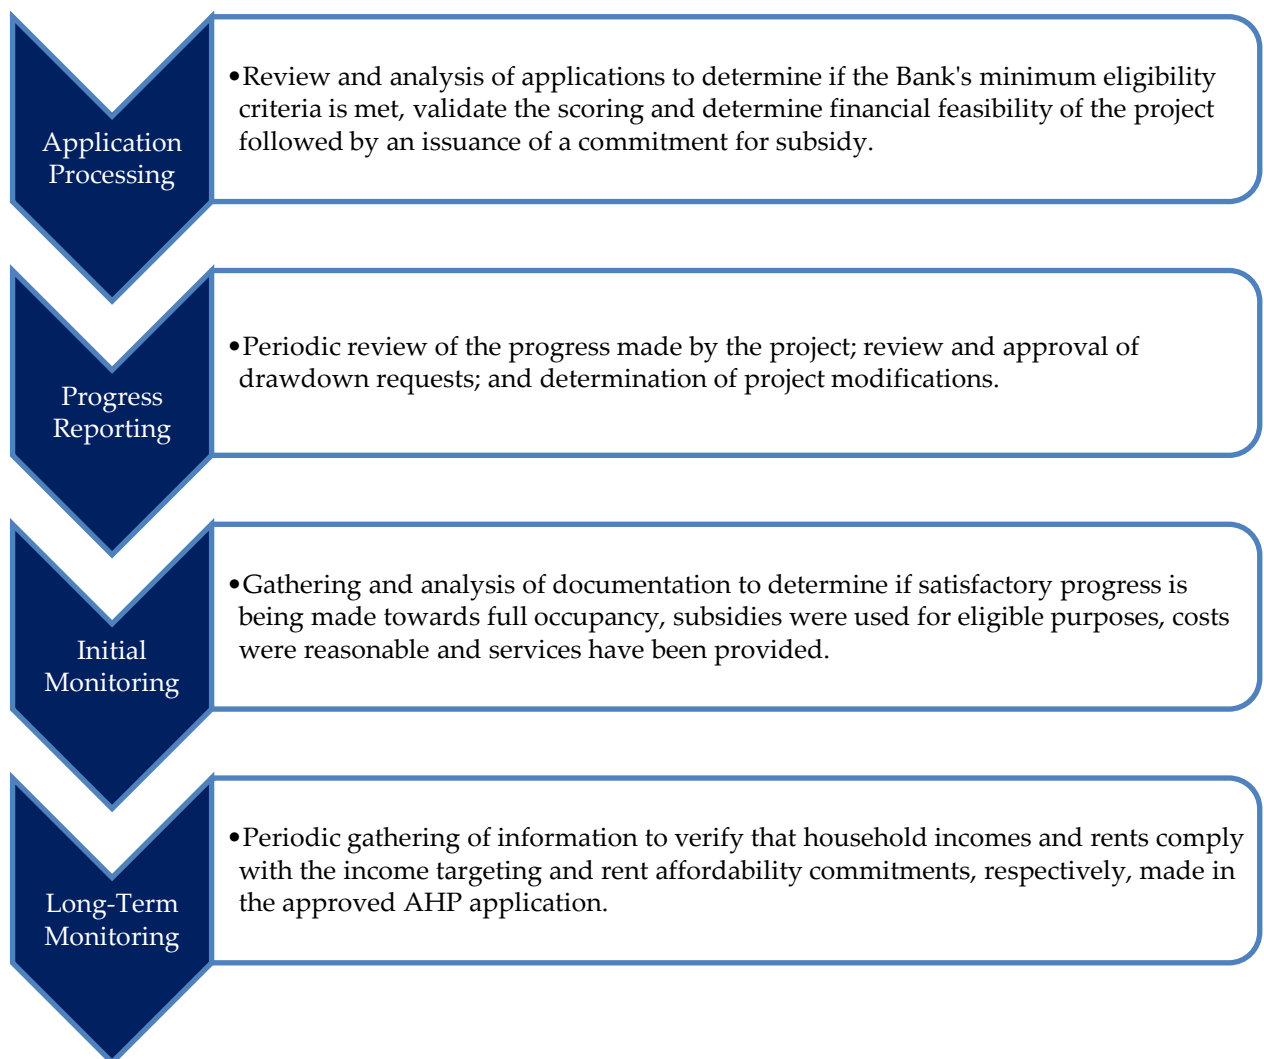 Application
Processing
•Review and analysis of applications to determine if the Bank's minimum eligibility
criteria is met, validate the scoring and determine financial feasibility of the project
followed by an issuance of a commitment for subsidy.
Progress
Reporting
•Periodic review of the progress made by the project; review and approval of
drawdown requests; and determination of project modifications.
Initial
Monitoring
•Gathering and analysis of documentation to determine if satisfactory progress is
being made towards full occupancy, subsidies were used for eligible purposes, costs
were reasonable and services have been provided.
Long-Term
Monitoring
•Periodic gathering of information to verify that household incomes and rents comply
with the income targeting and rent affordability commitments, respectively, made in
the approved AHP application.